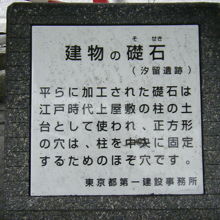 そせき
建物の礎石
（汐留遺跡）
平らに加工された礎石は
江戸時代上屋敷の柱の土
台として使われ、正方形
の穴は、柱を中央に固定
するためのほぞ穴です。
東京都第一建設事務所